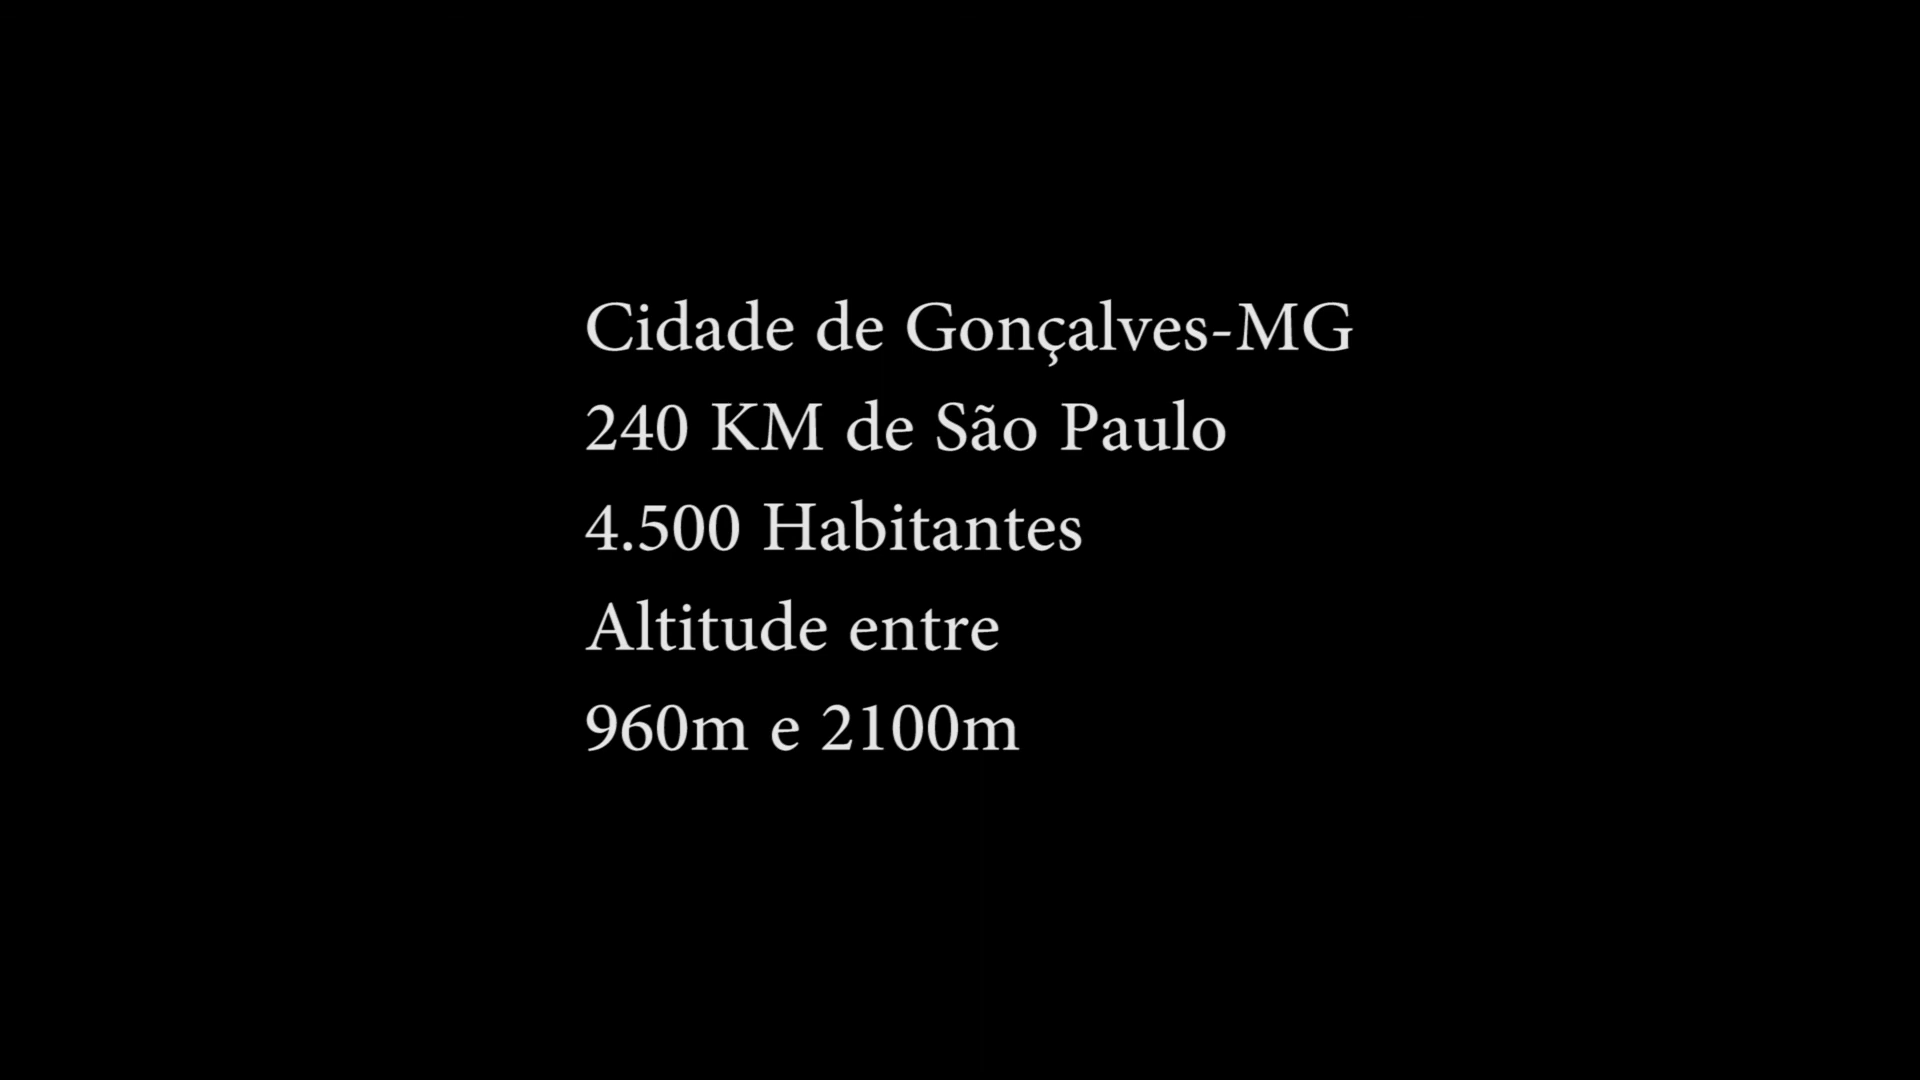 Cidade de Gonçalves-MG
240 KM de São Paulo
4.500 Habitantes
Altitude entre
960m e 2100m